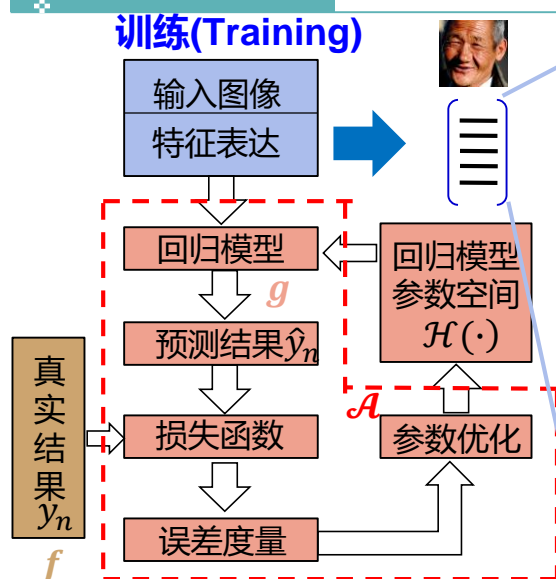 训练(Training)
输入图像
特征表达
回归模型
g
预测结果ŷₙ
损失函数
误差度量
真
实
结
果
yₙ
f
回归模型
参数空间
ℋ(·)
𝒜
参数优化